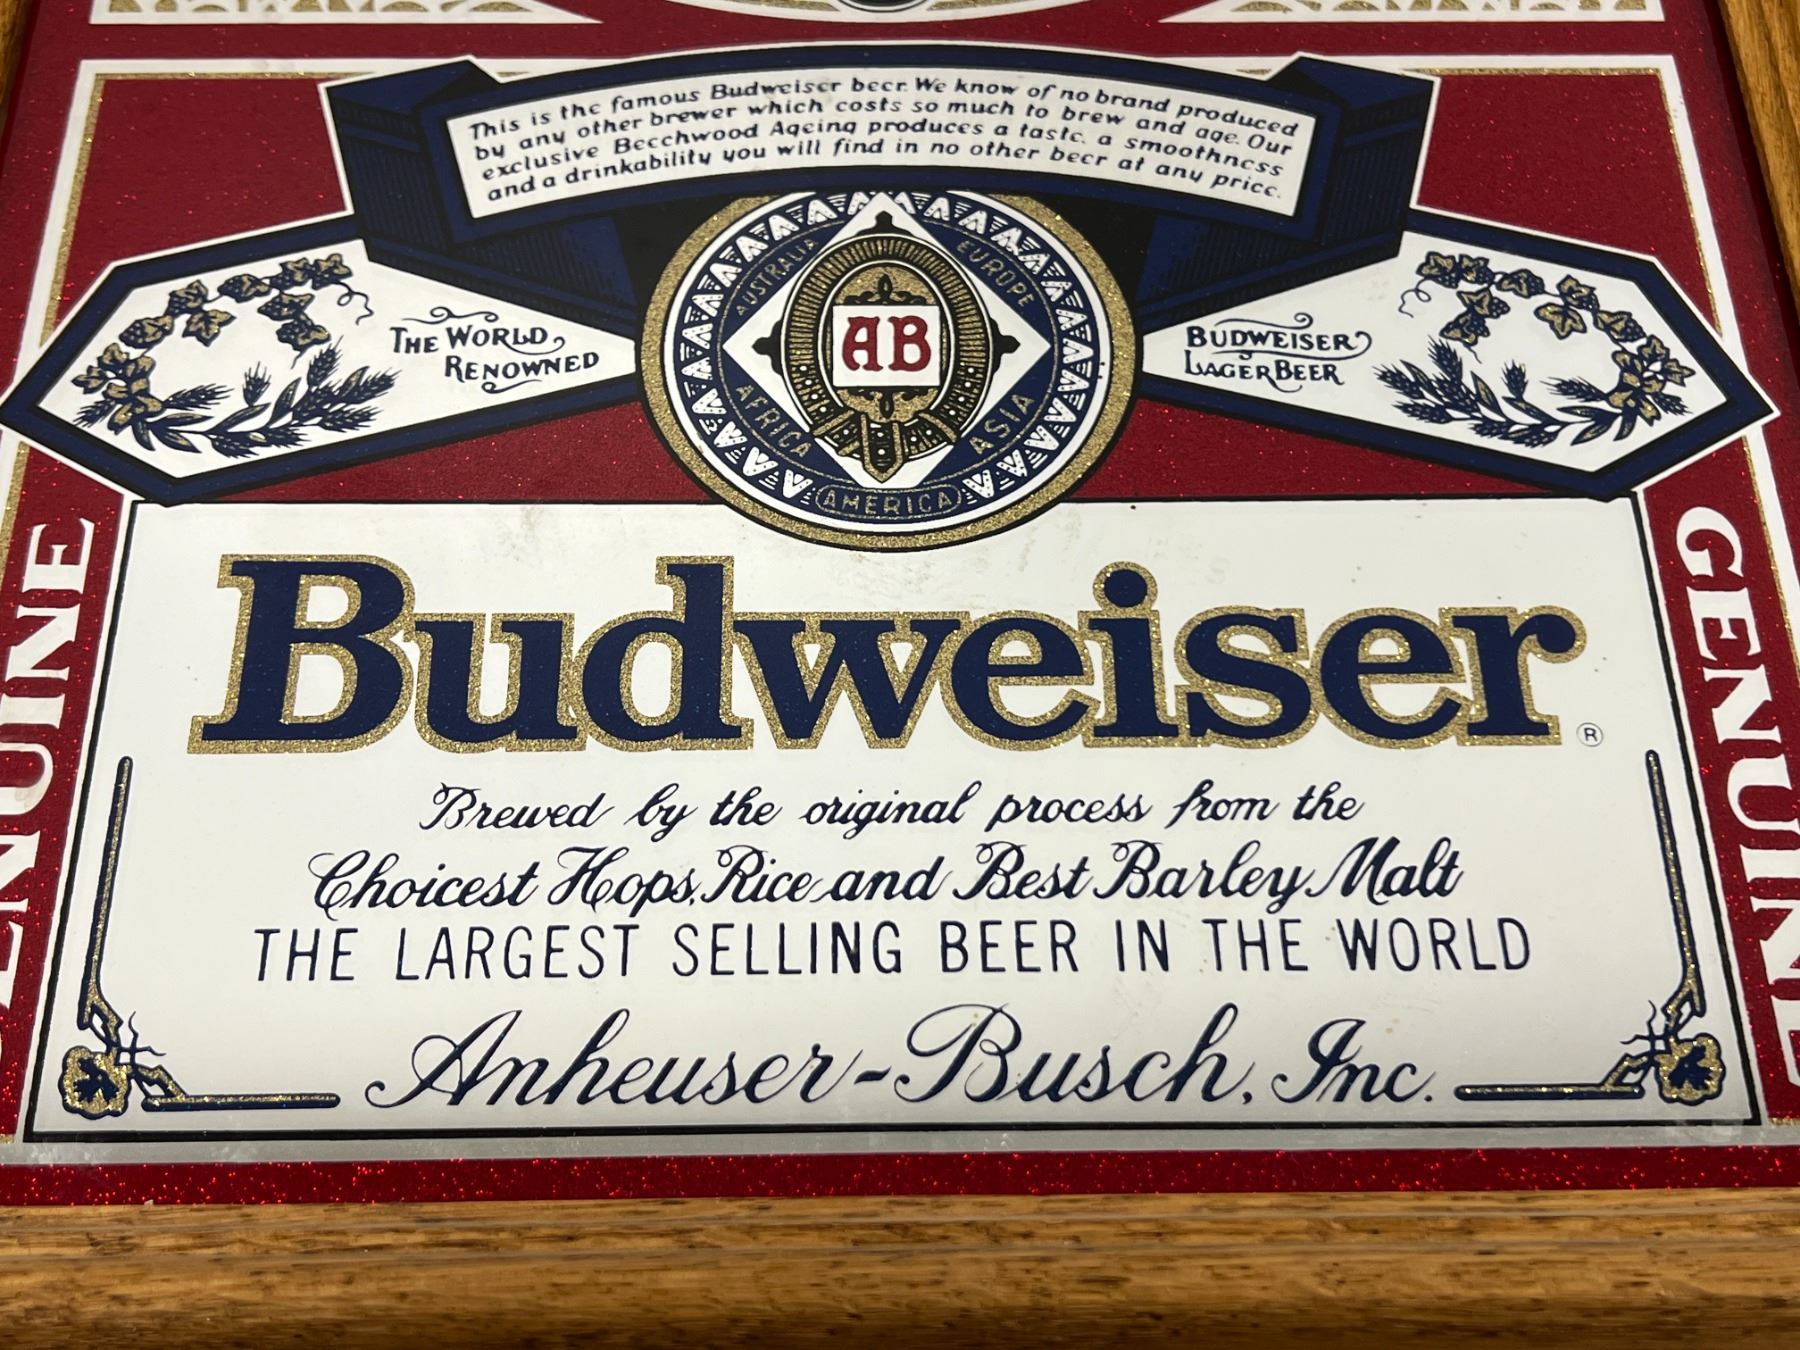 This is the famous Budweiser beer. We know of no brand produced
by any other brewer which costs so much to brew and age. Our
exclusive Beechwood Ageing produces a taste, a smoothness
and a drinkability you will find in no other beer at any price.
AUSTRALIA
EUROPE
THE WORLD
RENOWNED
AB
BUDWEISER
LAGER BEER
AFRICA
ASIA
AMERICA
GENUINE
GENUINE
Budweiser®
Brewed by the original process from the
Choicest Hops, Rice and Best Barley Malt
THE LARGEST SELLING BEER IN THE WORLD
Anheuser-Busch, Inc.